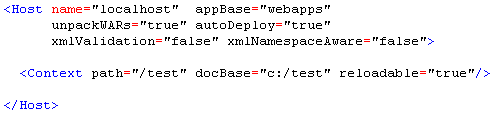 <Host name="localhost"  appBase="webapps"
      unpackWARs="true" autoDeploy="true"
      xmlValidation="false" xmlNamespaceAware="false">
  <Context path="/test" docBase="c:/test" reloadable="true"/>
</Host>